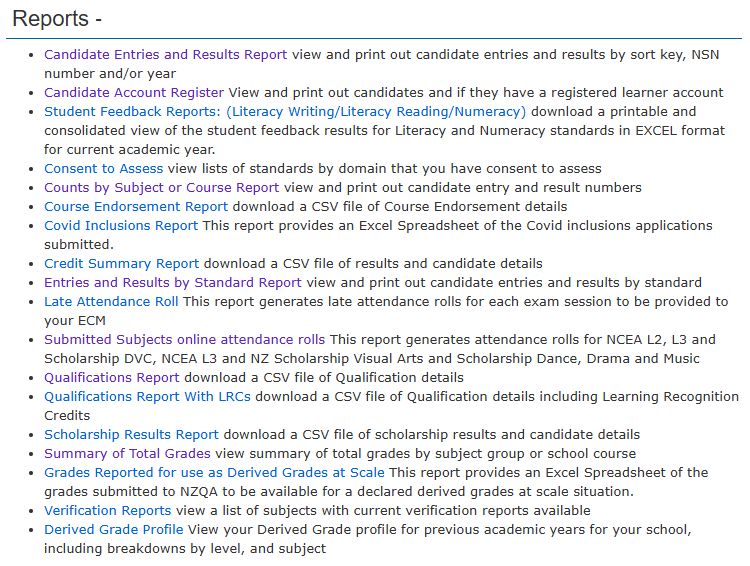 Reports -
Candidate Entries and Results Report view and print out candidate entries and results by sort key, NSN
number and/or year
Candidate Account Register View and print out candidates and if they have a registered learner account
Student Feedback Reports: (Literacy Writing/Literacy Reading/Numeracy) download a printable and
consolidated view of the student feedback results for Literacy and Numeracy standards in EXCEL format
for current academic year.
Consent to Assess view lists of standards by domain that you have consent to assess
Counts by Subject or Course Report view and print out candidate entry and result numbers
Course Endorsement Report download a CSV file of Course Endorsement details
Covid Inclusions Report This report provides an Excel Spreadsheet of the Covid inclusions applications
submitted.
Credit Summary Report download a CSV file of results and candidate details
Entries and Results by Standard Report view and print out candidate entries and results by standard
Late Attendance Roll This report generates late attendance rolls for each exam session to be provided to
your ECM
Submitted Subjects online attendance rolls This report generates attendance rolls for NCEA L2, L3 and
Scholarship DVC, NCEA L3 and NZ Scholarship Visual Arts and Scholarship Dance, Drama and Music
Qualifications Report download a CSV file of Qualification details
Qualifications Report With LRCs download a CSV file of Qualification details including Learning Recognition
Credits
Scholarship Results Report download a CSV file of scholarship results and candidate details
Summary of Total Grades view summary of total grades by subject group or school course
Grades Reported for use as Derived Grades at Scale This report provides an Excel Spreadsheet of the
grades submitted to NZQA to be available for a declared derived grades at scale situation.
Verification Reports view a list of subjects with current verification reports available
Derived Grade Profile View your Derived Grade profile for previous academic years for your school,
including breakdowns by level, and subject